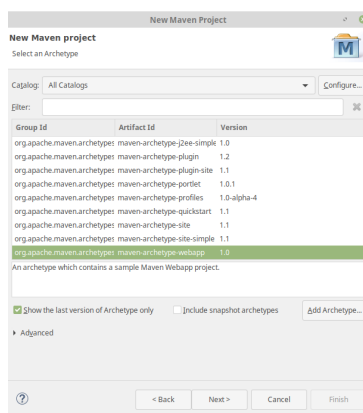 New Maven Project
New Maven project
Select an Archetype
M
Catalog: All Catalogs Configure...
Filter:
Group Id Artifact Id Version
org.apache.maven.archetypes maven-archetype-j2ee-simple 1.0
org.apache.maven.archetypes maven-archetype-plugin 1.2
org.apache.maven.archetypes maven-archetype-plugin-site 1.1
org.apache.maven.archetypes maven-archetype-portlet 1.0.1
org.apache.maven.archetypes maven-archetype-profiles 1.0-alpha-4
org.apache.maven.archetypes maven-archetype-quickstart 1.1
org.apache.maven.archetypes maven-archetype-site 1.1
org.apache.maven.archetypes maven-archetype-site-simple 1.1
org.apache.maven.archetypes maven-archetype-webapp 1.0
An archetype which contains a sample Maven Webapp project.
Show the last version of Archetype only Include snapshot archetypes Add Archetype...
Advanced
? < Back Next > Cancel Finish